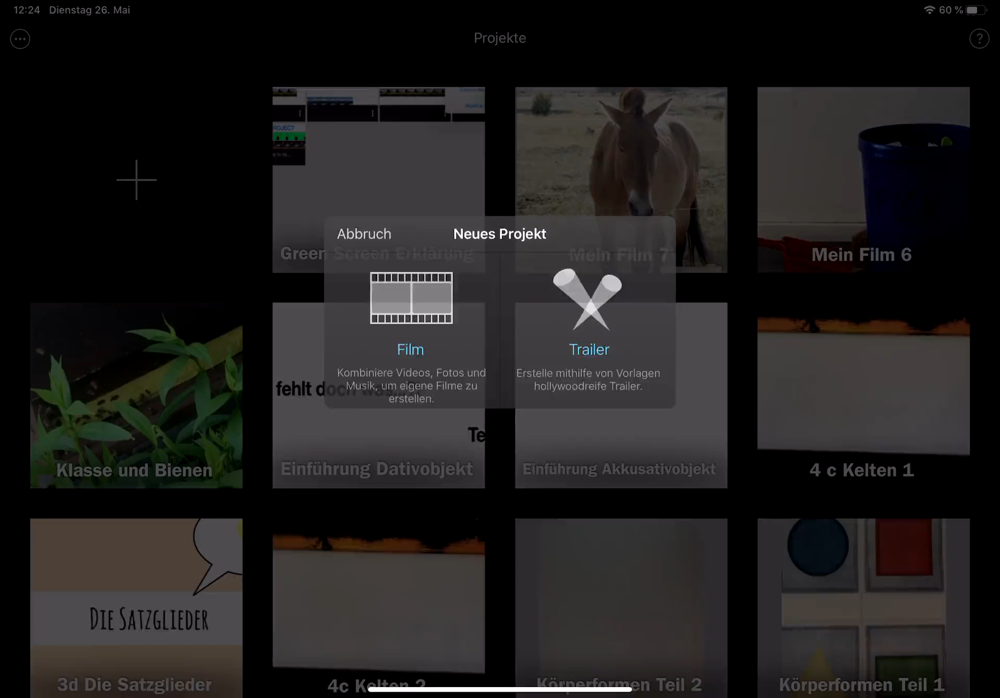 12:24 Dienstag 26. Mai
60 %
Projekte
?
ROJECT
Abbruch
Neues Projekt
Green Screen Erklärung
Mein Film 7
Mein Film 6
Film
Trailer
Kombiniere Videos, Fotos und
Musik, um eigene Filme zu
erstellen.
Erstelle mithilfe von Vorlagen
hollywoodreife Trailer.
fehlt doch was
Te
Klasse und Bienen
Einführung Dativobjekt
Einführung Akkusativobjekt
4 c Kelten 1
Die Satzglieder
3d Die Satzglieder
4c Kelten 2
Körperformen Teil 2
Körperformen Teil 1